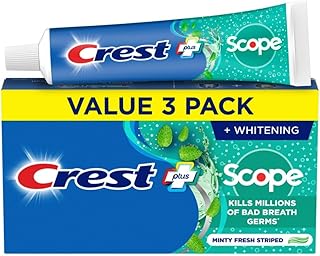 Crest plus Scope
VALUE 3 PACK
+ WHITENING
Crest plus Scope
KILLS MILLIONS
OF BAD BREATH
GERMS*
MINTY FRESH STRIPED